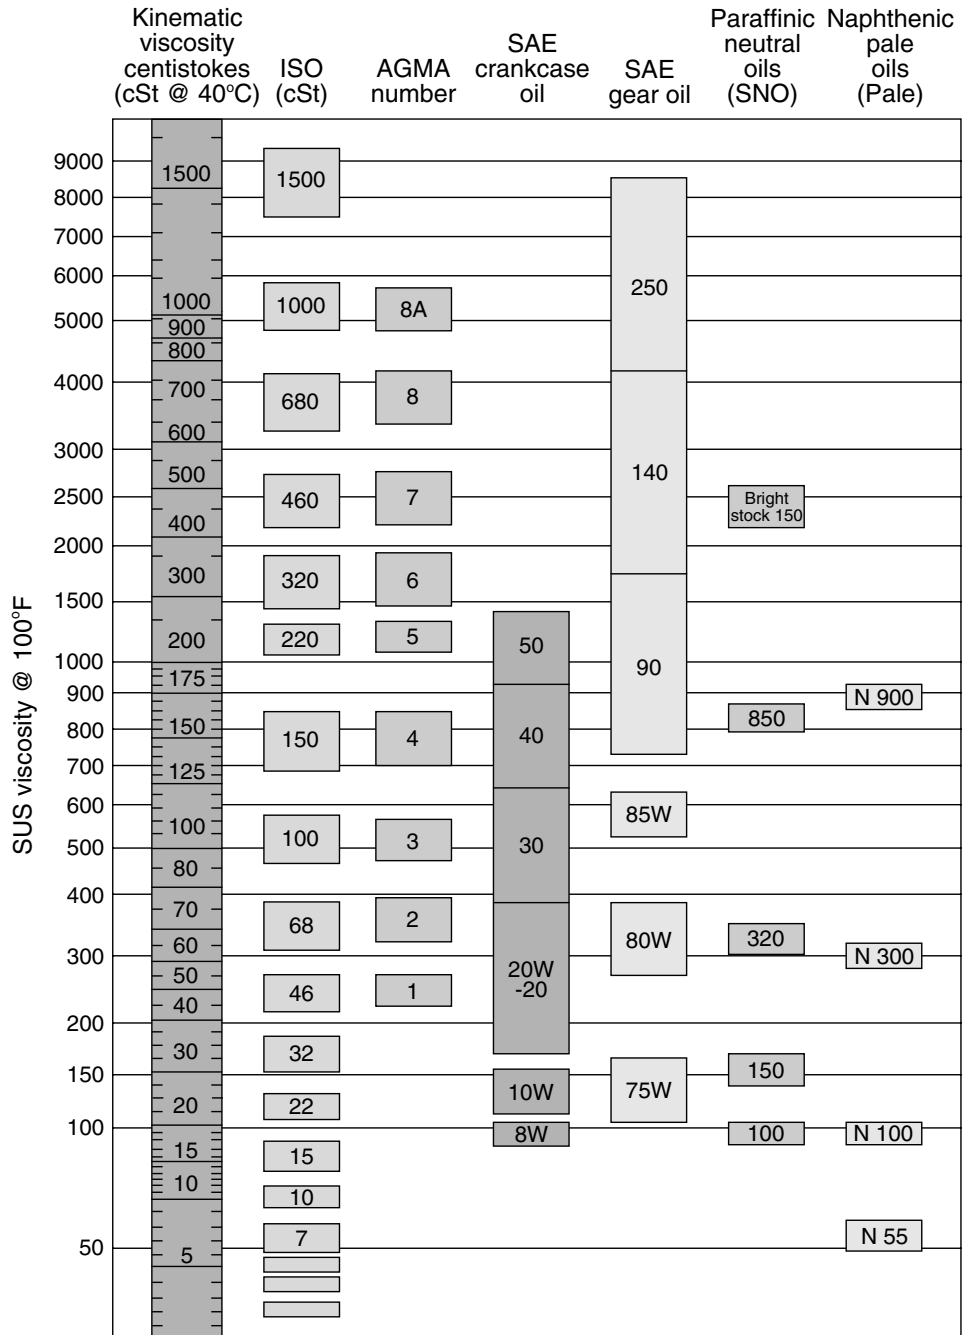 Kinematic
viscosity
centistokes
(cSt @ 40°C)
ISO
(cSt)
AGMA
number
SAE
crankcase
oil
SAE
gear oil
Paraffinic
neutral
oils
(SNO)
Naphthenic
pale
oils
(Pale)
SUS viscosity @ 100°F
9000
8000
7000
6000
5000
4000
3000
2500
2000
1500
1000
900
800
700
600
500
400
300
200
150
100
50
1500
1000
900
800
700
600
500
400
300
200
175
150
125
100
80
70
60
50
40
30
20
15
10
5
1500
1000
680
460
320
220
150
100
68
46
32
22
15
10
7
8A
8
7
6
5
4
3
2
1
50
40
30
20W
-20
10W
8W
250
140
90
85W
80W
75W
Bright
stock 150
850
320
150
100
N 900
N 300
N 100
N 55